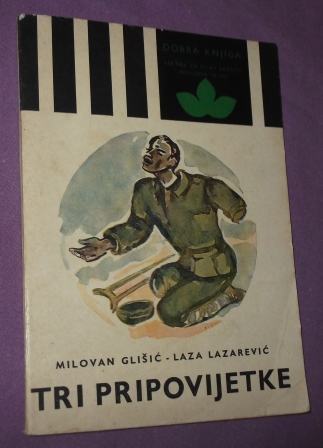 DOBRA KNJIGA
MILOVAN GLIŠIĆ - LAZA LAZAREVIĆ
TRI PRIPOVIJETKE